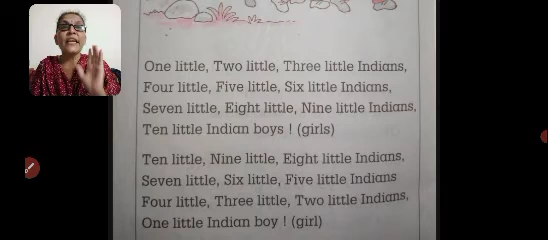 One little, Two little, Three little Indians,
Four little, Five little, Six little Indians,
Seven little, Eight little, Nine little Indians,
Ten little Indian boys ! (girls)
Ten little, Nine little, Eight little Indians,
Seven little, Six little, Five little Indians
Four little, Three little, Two little Indians,
One little Indian boy ! (girl)